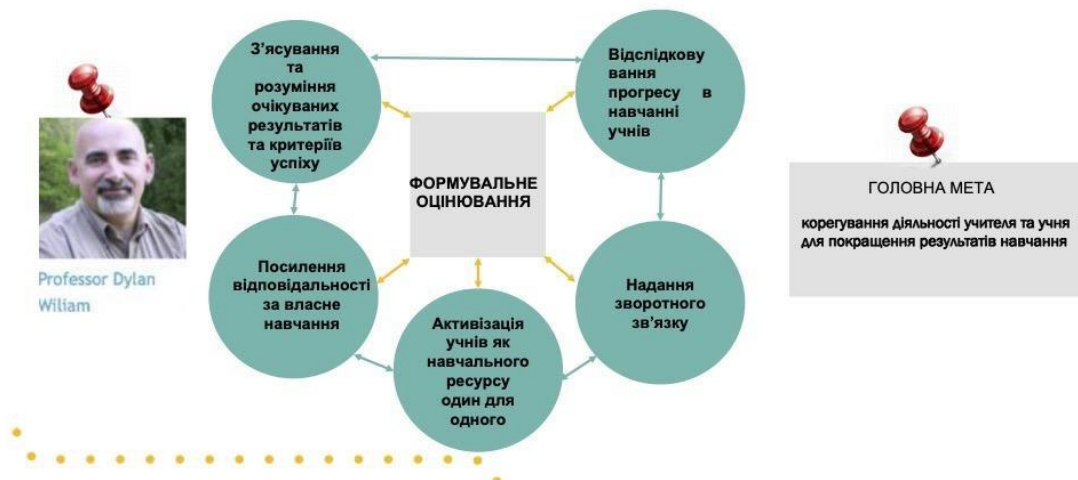 З’ясування
та
розуміння
очікуваних
результатів
та критеріїв
успіху
Відслідкову
вання
прогресу в
навчанні
учнів
ФОРМУВАЛЬНЕ
ОЦІНЮВАННЯ
Посилення
відповідальності
за власне
навчання
Активізація
учнів як
навчального
ресурсу
один для
одного
Надання
зворотного
зв’язку
Professor Dylan
Wiliam
ГОЛОВНА МЕТА
корегування діяльності учителя та учня
для покращення результатів навчання